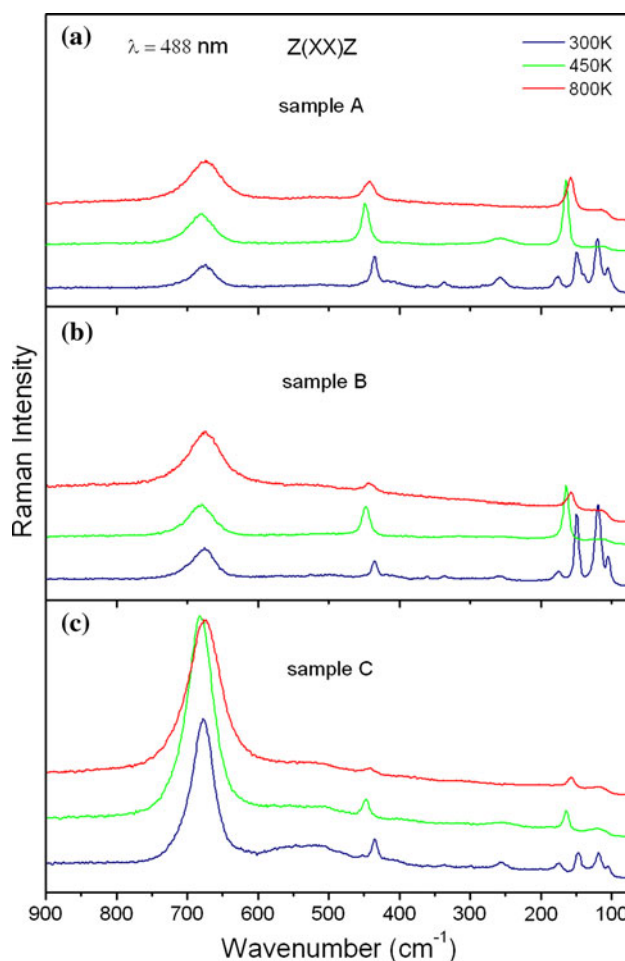 (a)
λ = 488 nm
Z(XX)Z
300K
450K
800K
sample A
(b)
sample B
(c)
sample C
Raman Intensity
900 800 700 600 500 400 300 200 100
Wavenumber (cm⁻¹)